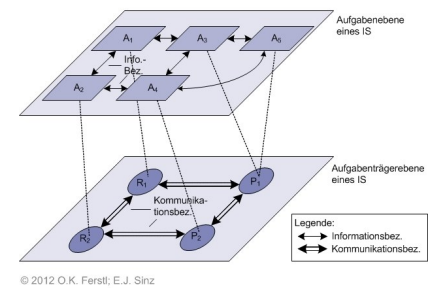 Aufgabenebene
eines IS
A₁
A₃
A₅
Info.-
Bez.
A₂
A₄
Aufgabenträgerebene
eines IS
R₁
P₁
Kommunika-
tionsbez.
R₂
P₂
Legende:
Informationsbez.
Kommunikationsbez.
© 2012 O.K. Ferstl; E.J. Sinz